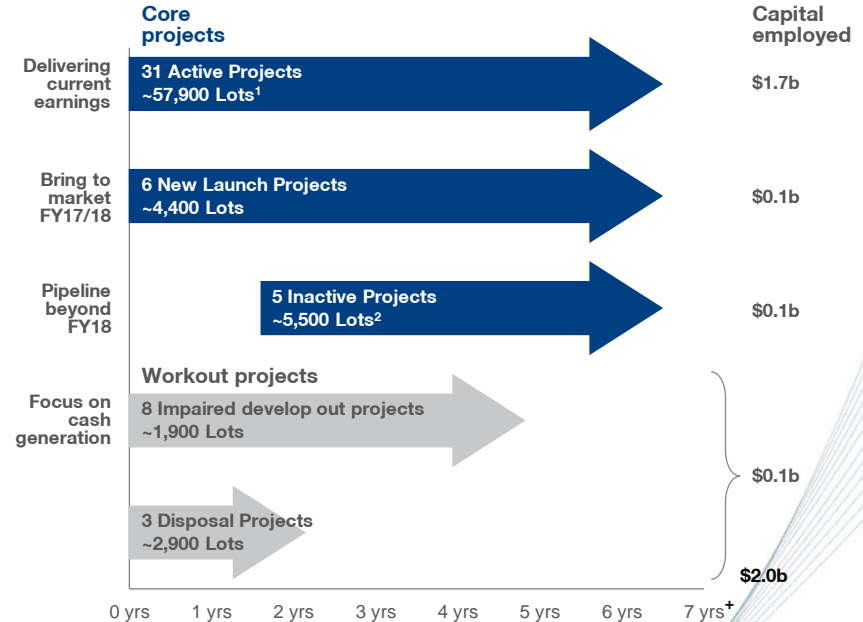 Core
projects
Capital
employed
Delivering
current
earnings
31 Active Projects
~57,900 Lots¹
$1.7b
Bring to
market
FY17/18
6 New Launch Projects
~4,400 Lots
$0.1b
Pipeline
beyond
FY18
5 Inactive Projects
~5,500 Lots²
$0.1b
Workout projects
Focus on
cash
generation
8 Impaired develop out projects
~1,900 Lots
$0.1b
3 Disposal Projects
~2,900 Lots
$2.0b
0 yrs 1 yrs 2 yrs 3 yrs 4 yrs 5 yrs 6 yrs 7 yrs+